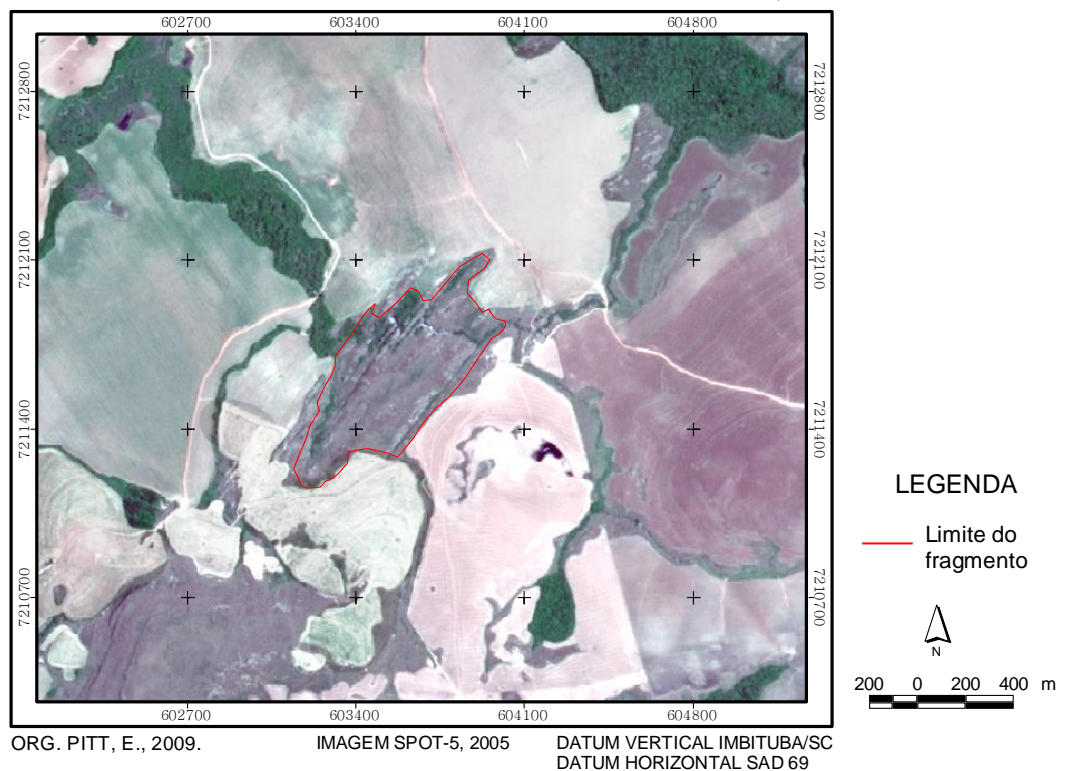 602700 603400 604100 604800
7212800 7212800
7212100 7212100
7211400 7211400
7210700 7210700
602700 603400 604100 604800
LEGENDA
Limite do
fragmento
N
200 0 200 400 m
ORG. PITT, E., 2009. IMAGEM SPOT-5, 2005 DATUM VERTICAL IMBITUBA/SC
DATUM HORIZONTAL SAD 69